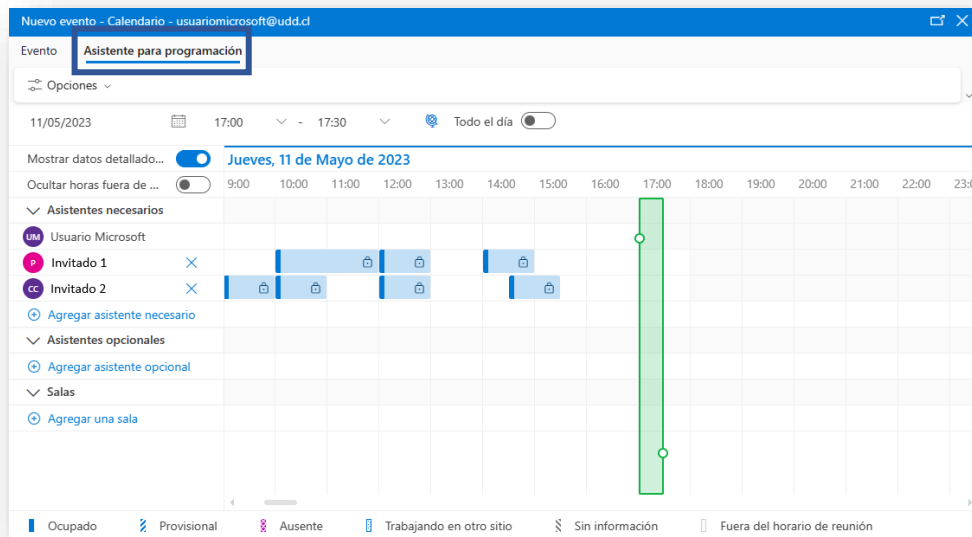 Nuevo evento - Calendario - usuariomicrosoft@udd.cl
Evento Asistente para programación
Opciones
11/05/2023 17:00 - 17:30 Todo el día
Mostrar datos detallado... Jueves, 11 de Mayo de 2023
Ocultar horas fuera de ... 9:00 10:00 11:00 12:00 13:00 14:00 15:00 16:00 17:00 18:00 19:00 20:00 21:00 22:00 23:0
Asistentes necesarios
UM Usuario Microsoft
P Invitado 1
CC Invitado 2
Agregar asistente necesario
Asistentes opcionales
Agregar asistente opcional
Salas
Agregar una sala
Ocupado Provisional Ausente Trabajando en otro sitio Sin información Fuera del horario de reunión